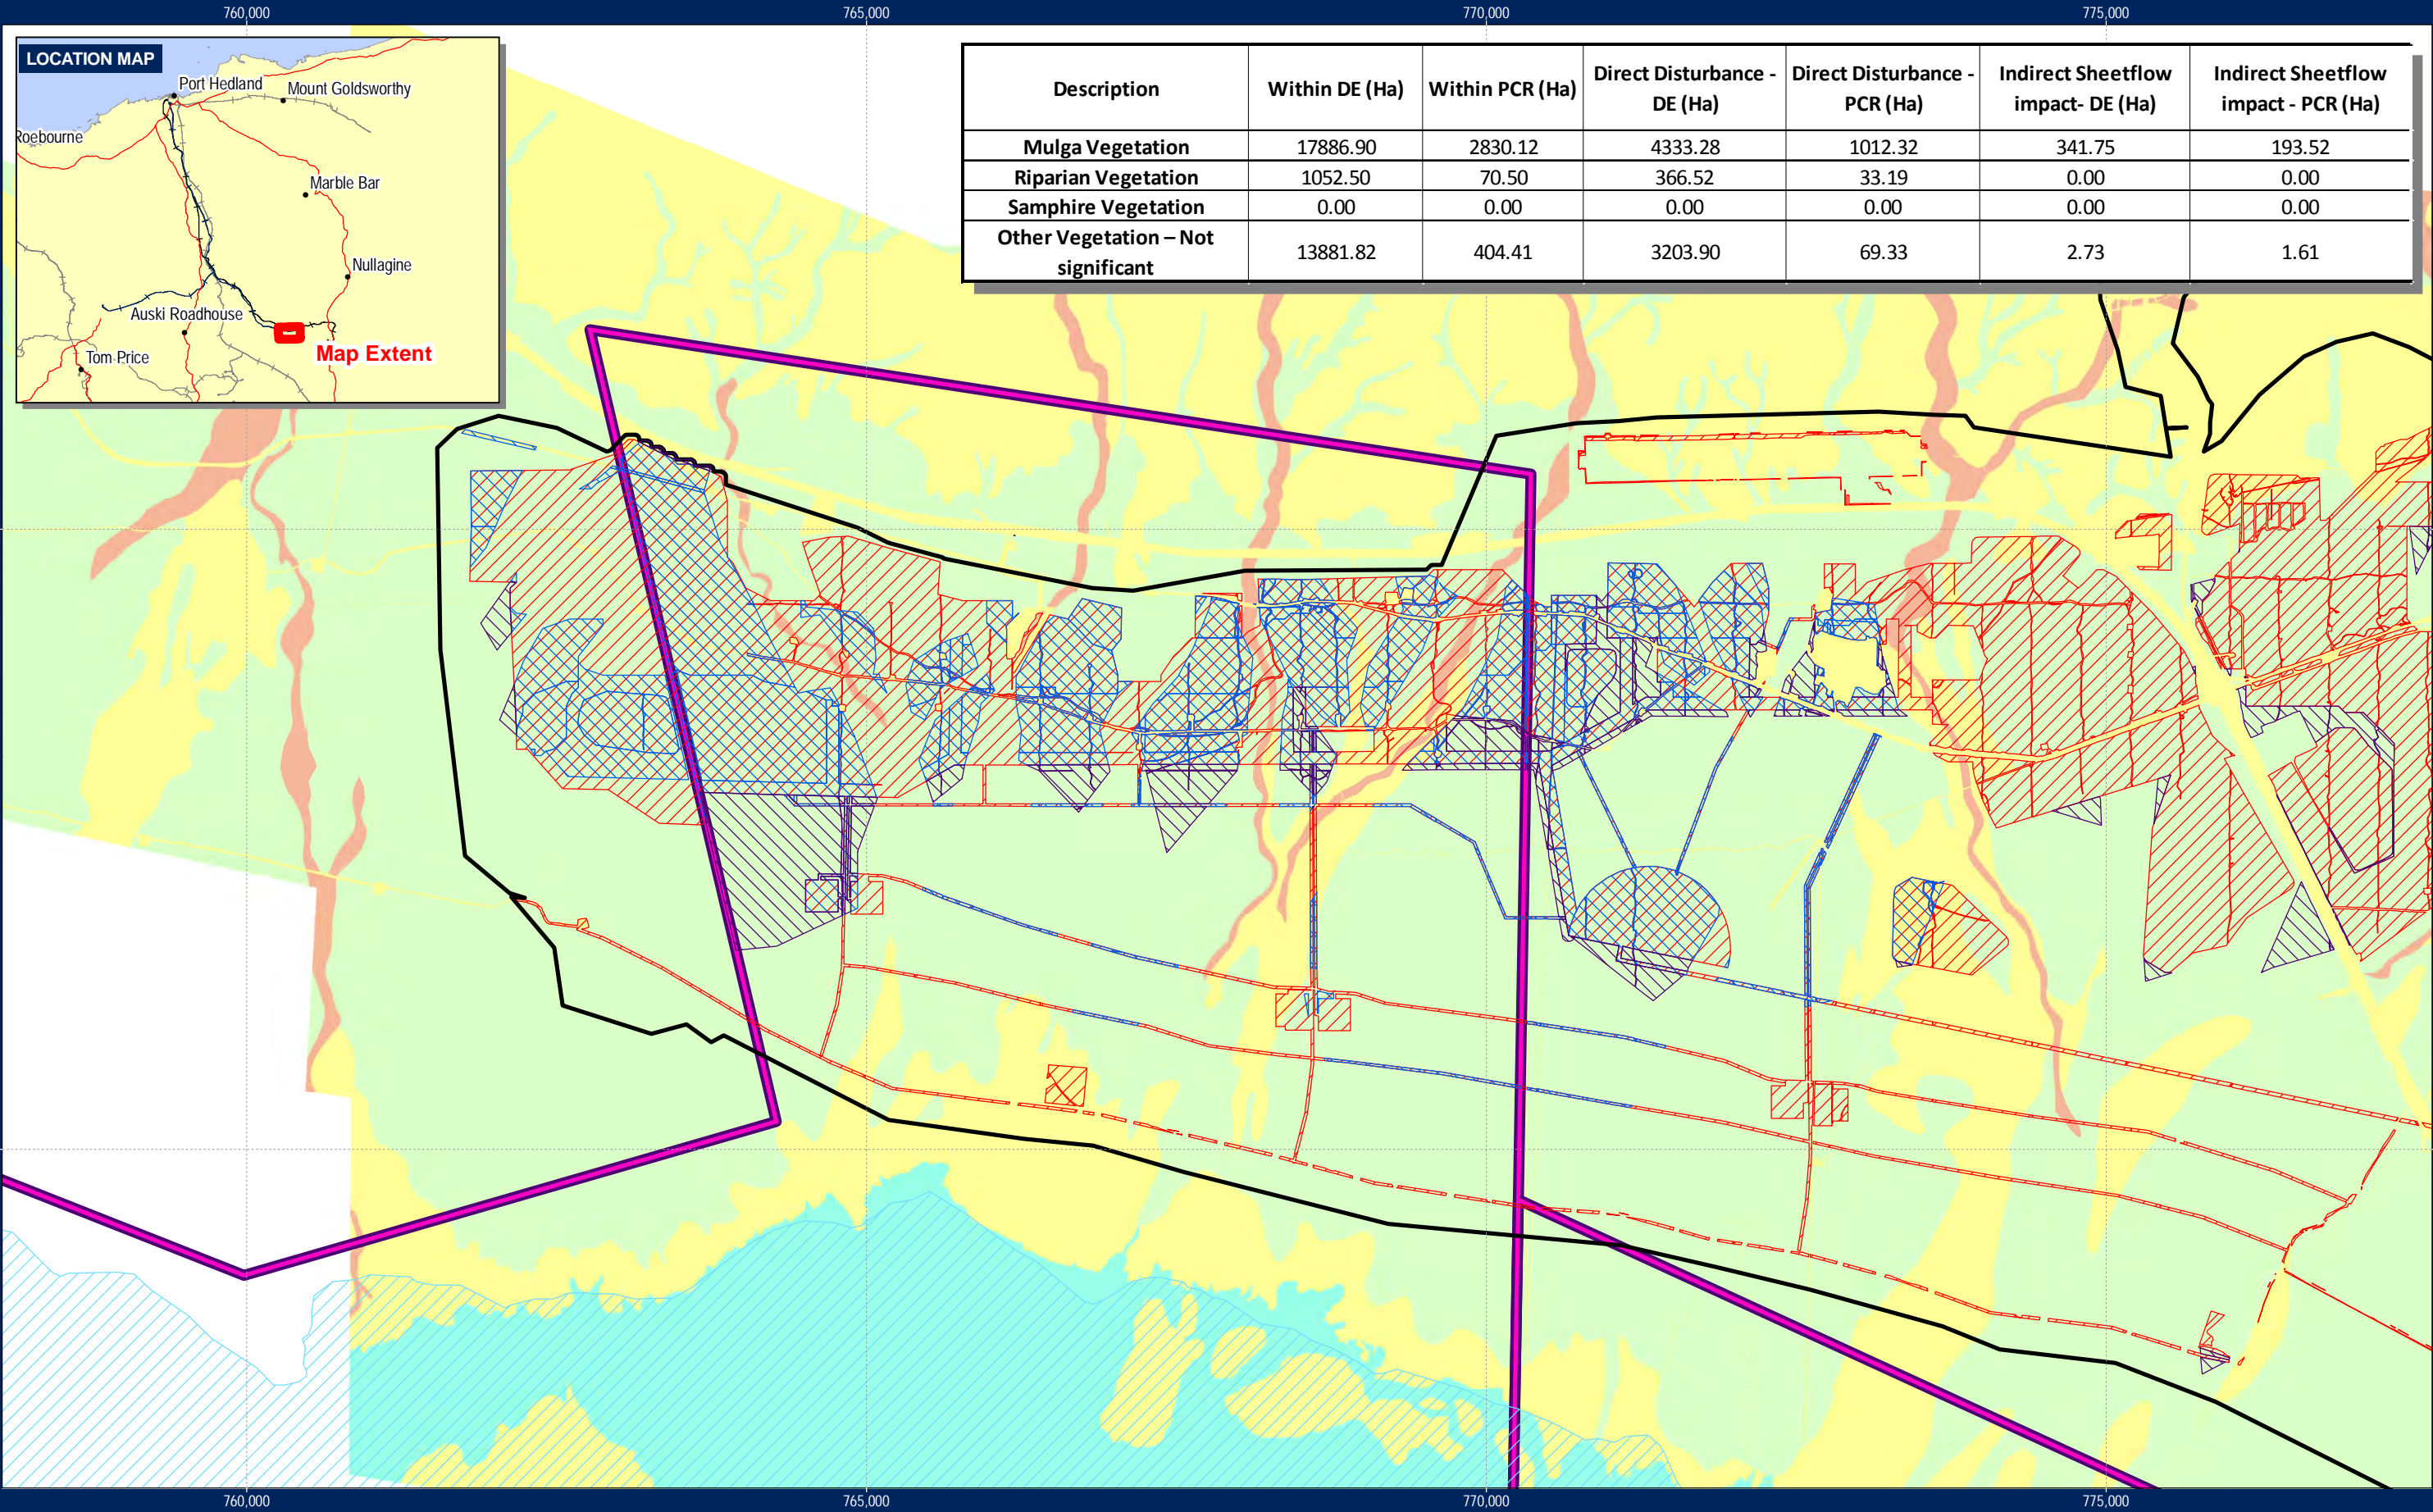 760,000 765,000 770,000 775,000
LOCATION MAP
Port Hedland
Mount Goldsworthy
Roebourne
Marble Bar
Nullagine
Auski Roadhouse
Map Extent
Tom Price
Description Within DE (Ha) Within PCR (Ha) Direct Disturbance - DE (Ha) Direct Disturbance - PCR (Ha) Indirect Sheetflow impact- DE (Ha) Indirect Sheetflow impact - PCR (Ha)
Mulga Vegetation 17886.90 2830.12 4333.28 1012.32 341.75 193.52
Riparian Vegetation 1052.50 70.50 366.52 33.19 0.00 0.00
Samphire Vegetation 0.00 0.00 0.00 0.00 0.00 0.00
Other Vegetation – Not significant 13881.82 404.41 3203.90 69.33 2.73 1.61
760,000 765,000 770,000 775,000